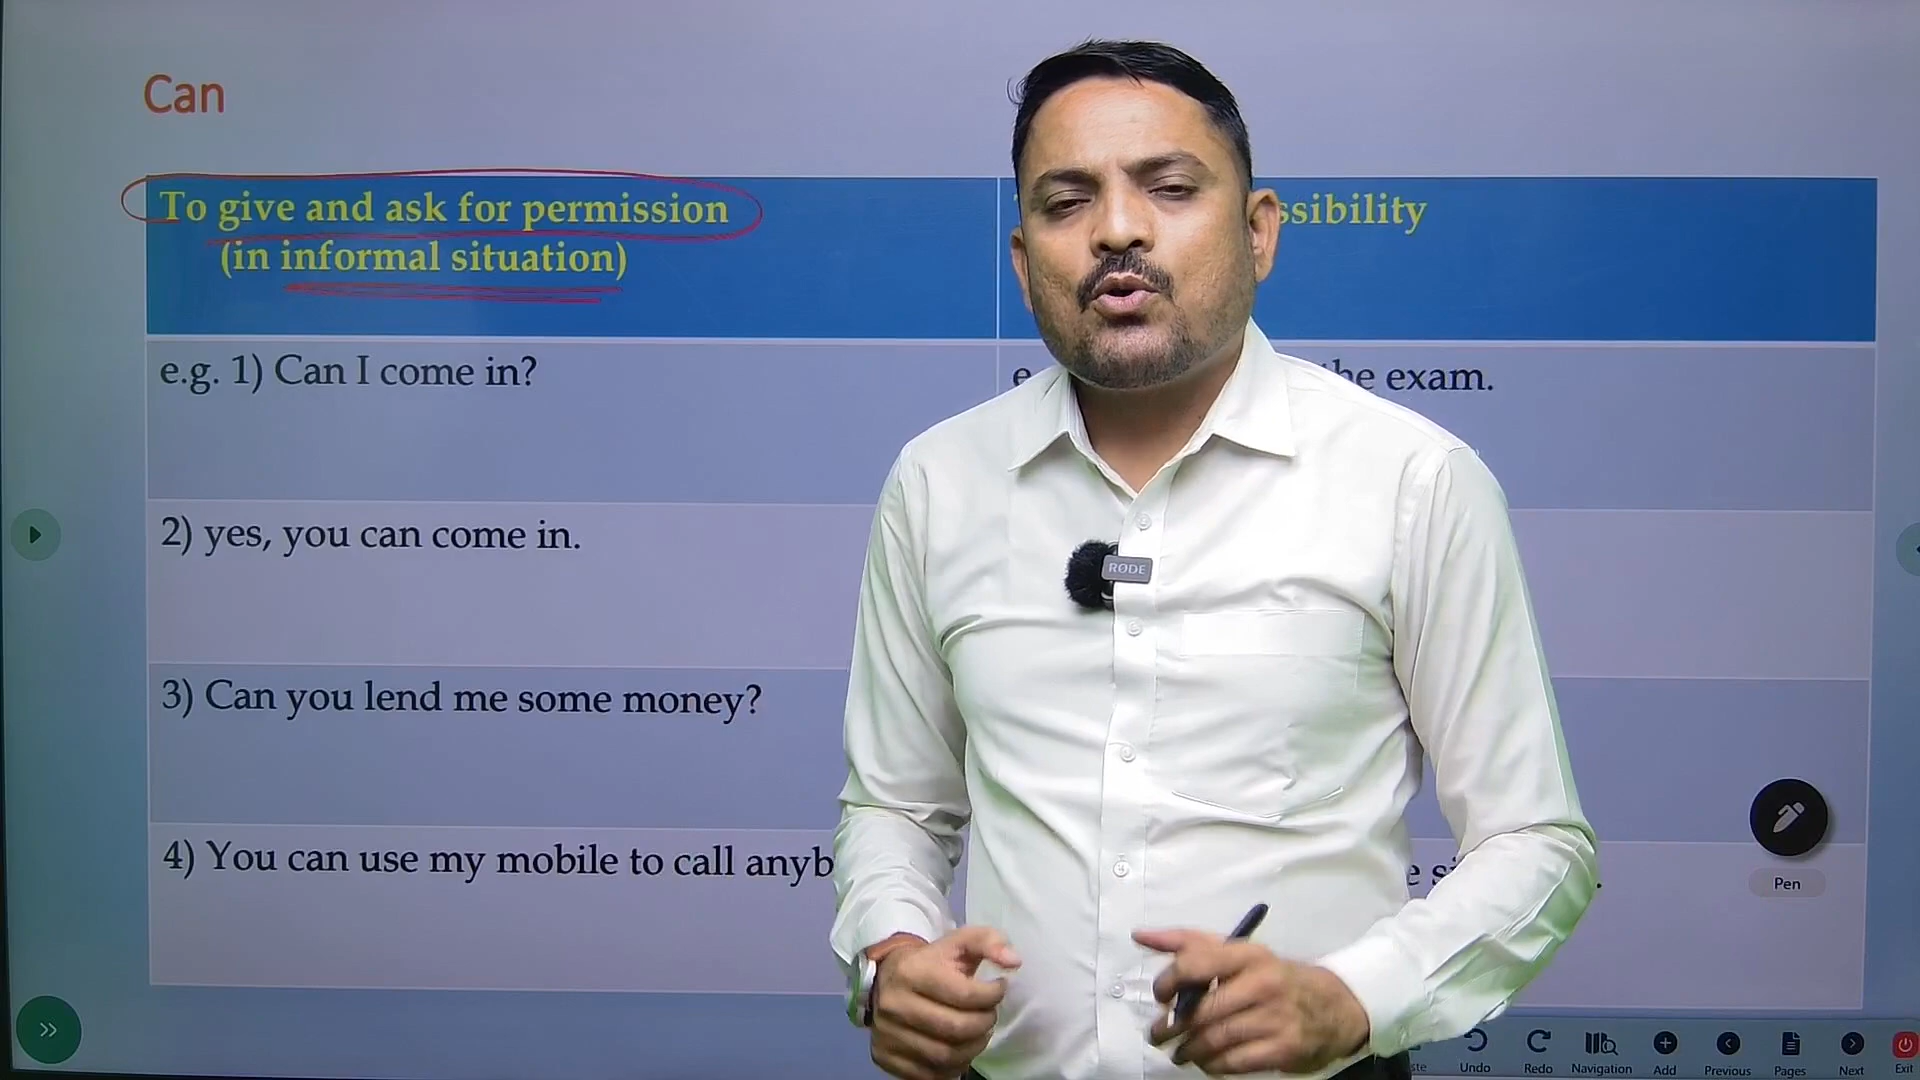 Can
To give and ask for permission
(in informal situation)
ssibility
e.g. 1) Can I come in?
the exam.
2) yes, you can come in.
RØDE
3) Can you lend me some money?
4) You can use my mobile to call anyb
Pen
Undo
Redo
Navigation
Add
Previous
Pages
Next
Exit